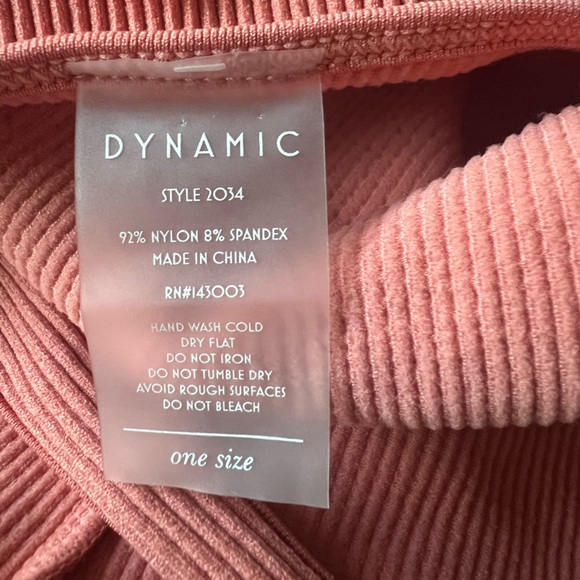 DYNAMIC
STYLE 2034
92% NYLON 8% SPANDEX
MADE IN CHINA
RN#143003
HAND WASH COLD
DRY FLAT
DO NOT IRON
DO NOT TUMBLE DRY
AVOID ROUGH SURFACES
DO NOT BLEACH
one size